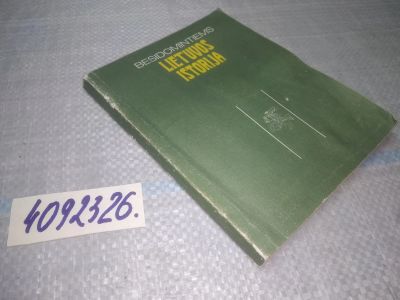 BESIDOMINTIEMS
LIETUVOS
ISTORIJA
4092326.